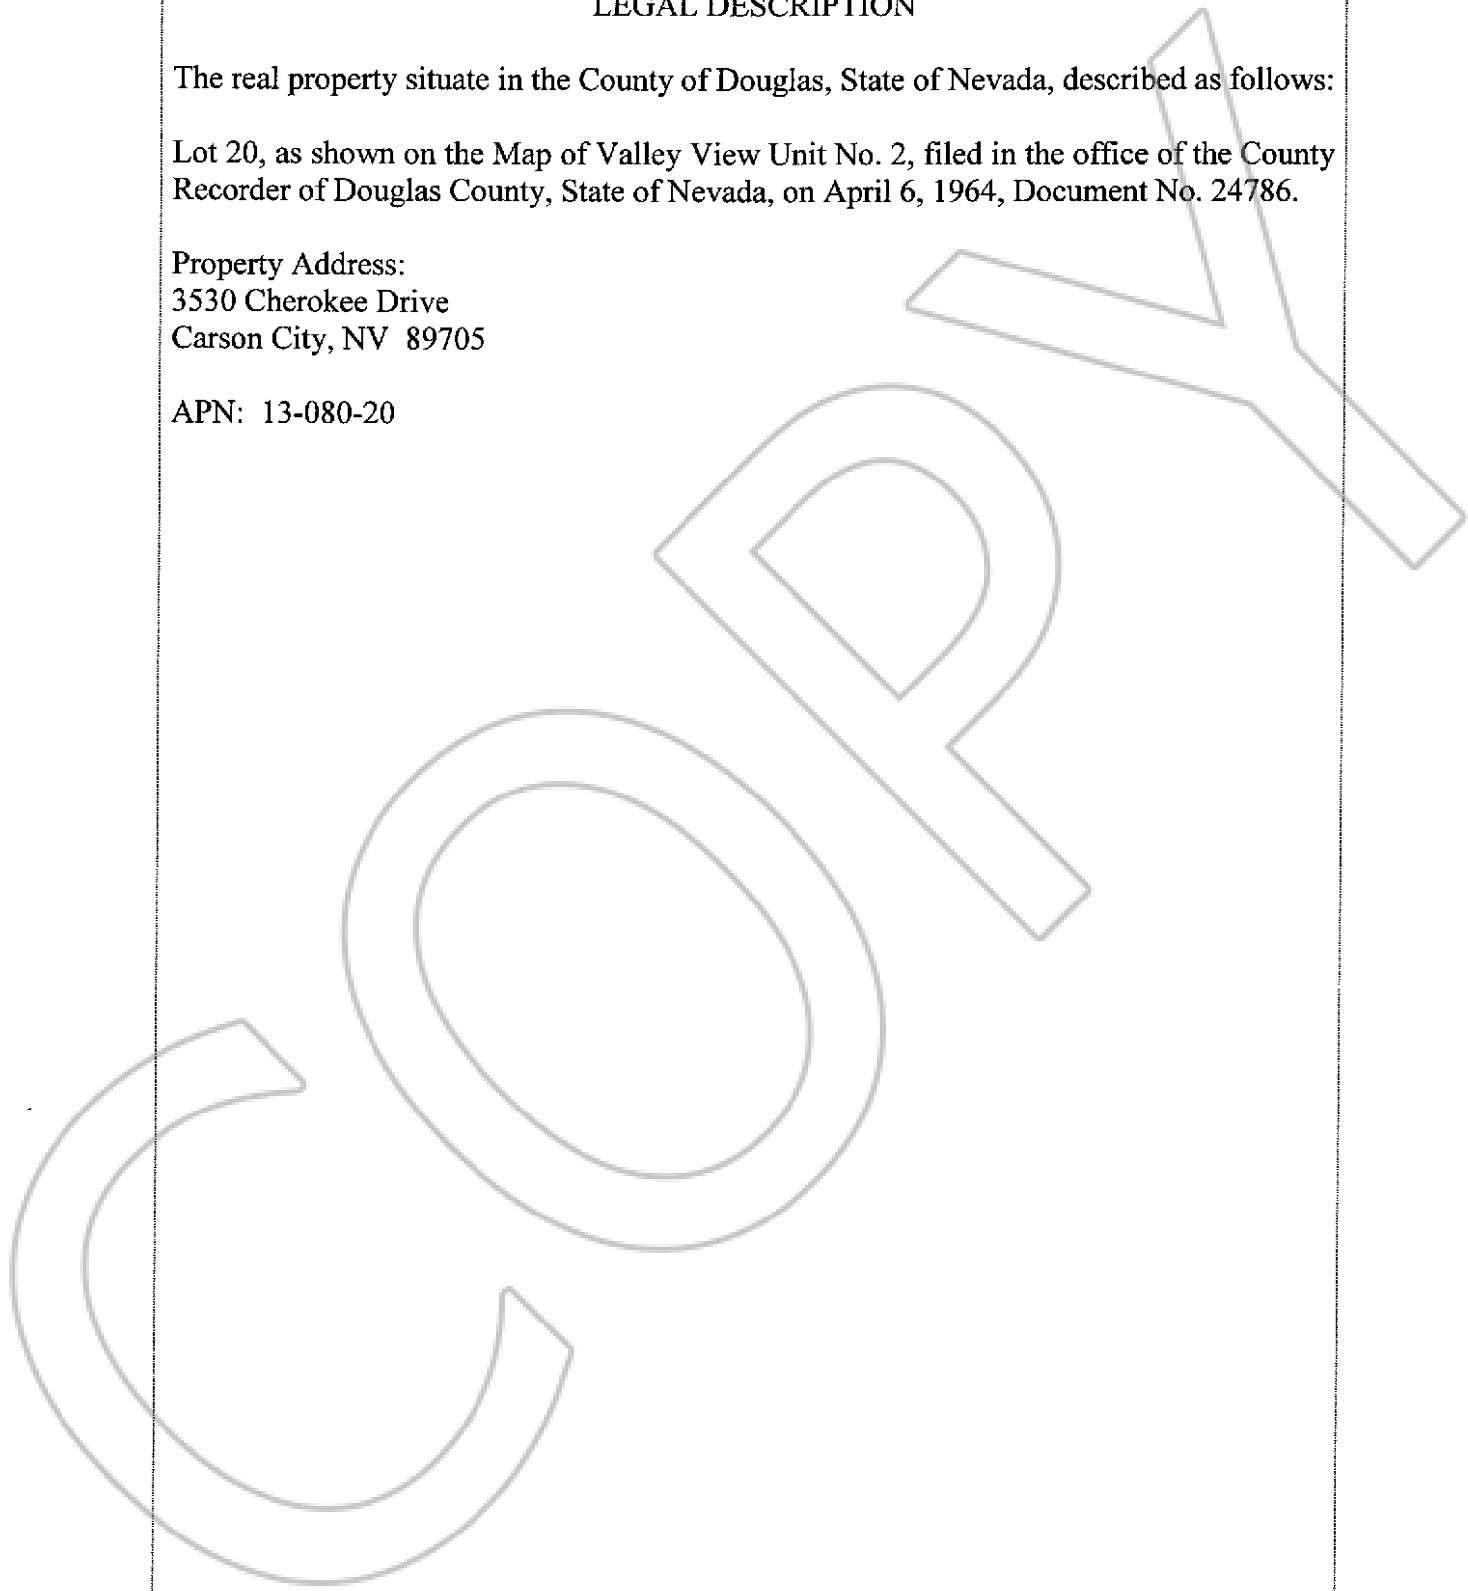 LEGAL DESCRIPTION
The real property situate in the County of Douglas, State of Nevada, described as follows:
Lot 20, as shown on the Map of Valley View Unit No. 2, filed in the office of the County
Recorder of Douglas County, State of Nevada, on April 6, 1964, Document No. 24786.
Property Address:
3530 Cherokee Drive
Carson City, NV  89705
APN:  13-080-20
COPY